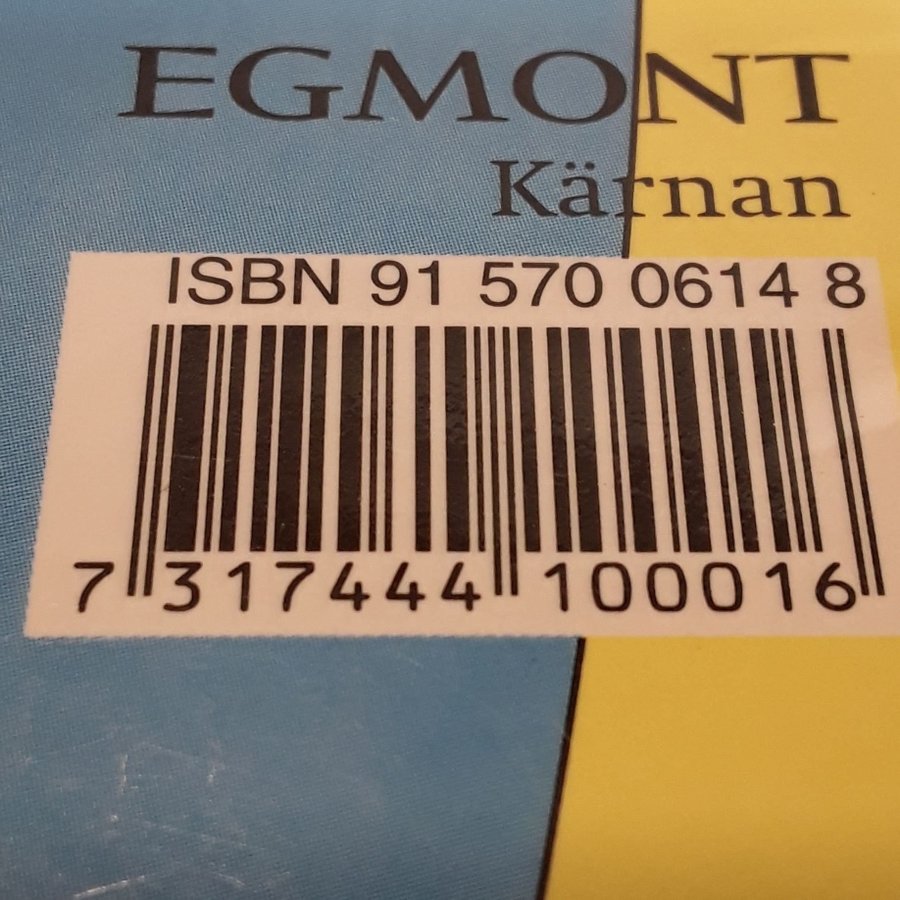 EGMONT
Kärnan
ISBN 91 570 0614 8
7 317444 100016